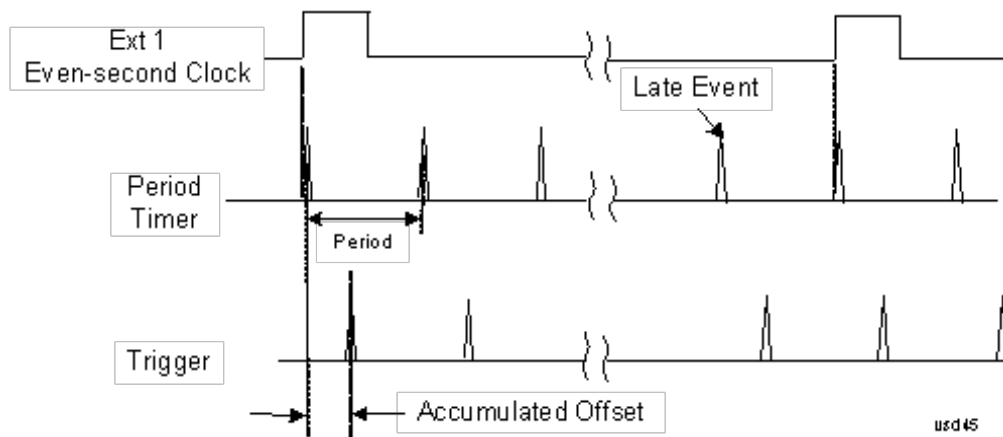 Ext 1
Even-second Clock
Late Event
Period
Timer
Period
Trigger
Accumulated Offset
usd45